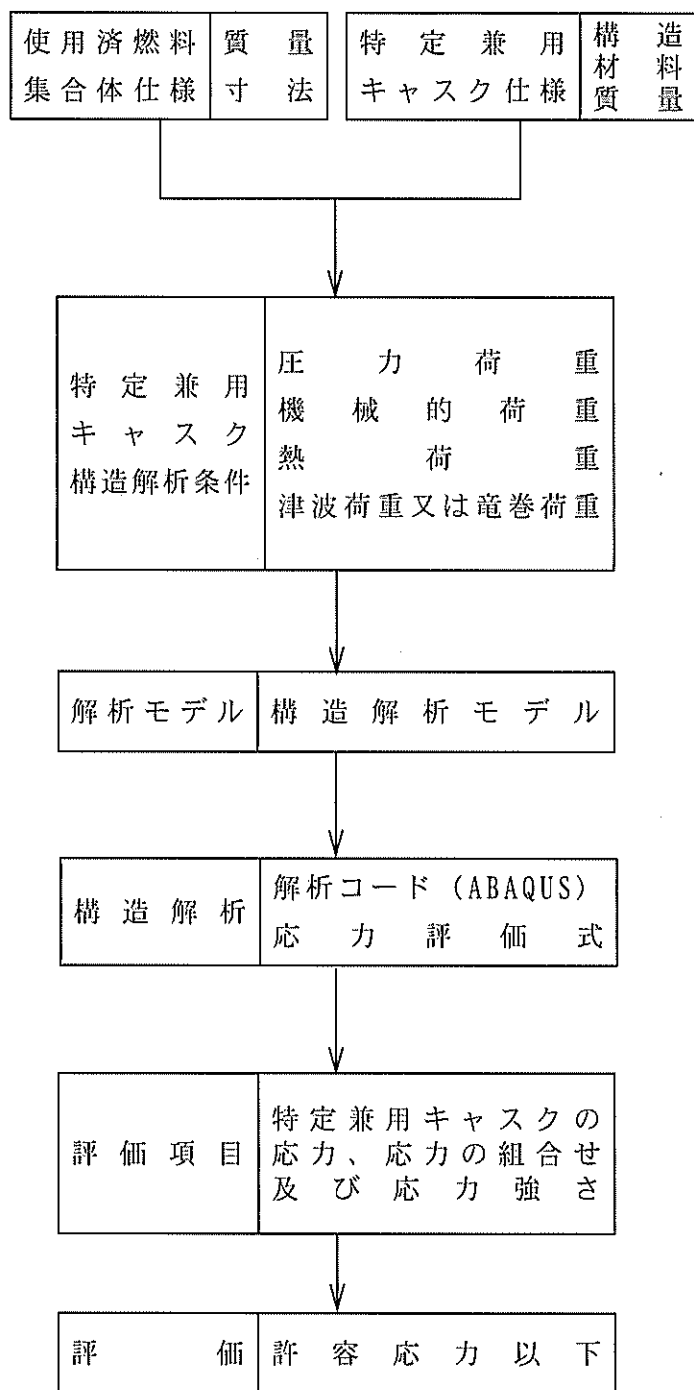 使用済燃料
集合体仕様
質量
寸法
特定兼用
キャスク仕様
構造
材料
質量
特定兼用
キャスク
構造解析条件
圧力荷重
機械的荷重
熱荷重
津波荷重又は竜巻荷重
解析モデル
構造解析モデル
構造解析
解析コード(ABAQUS)
応力評価式
評価項目
特定兼用キャスクの
応力、応力の組合せ
及び応力強さ
評価
許容応力以下